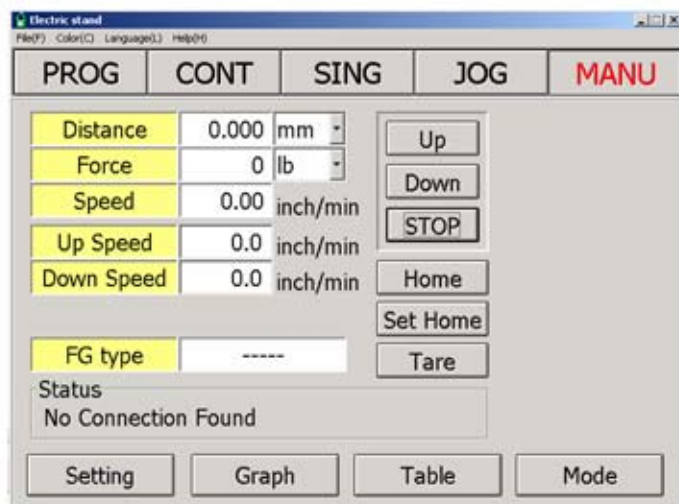 Electric stand
File(F) Color(C) Language(L) Help(H)
PROG CONT SING JOG MANU
Distance 0.000 mm
Force 0 lb
Speed 0.00 inch/min
Up Speed 0.0 inch/min
Down Speed 0.0 inch/min
Up
Down
STOP
Home
Set Home
Tare
FG type -----
Status
No Connection Found
Setting Graph Table Mode